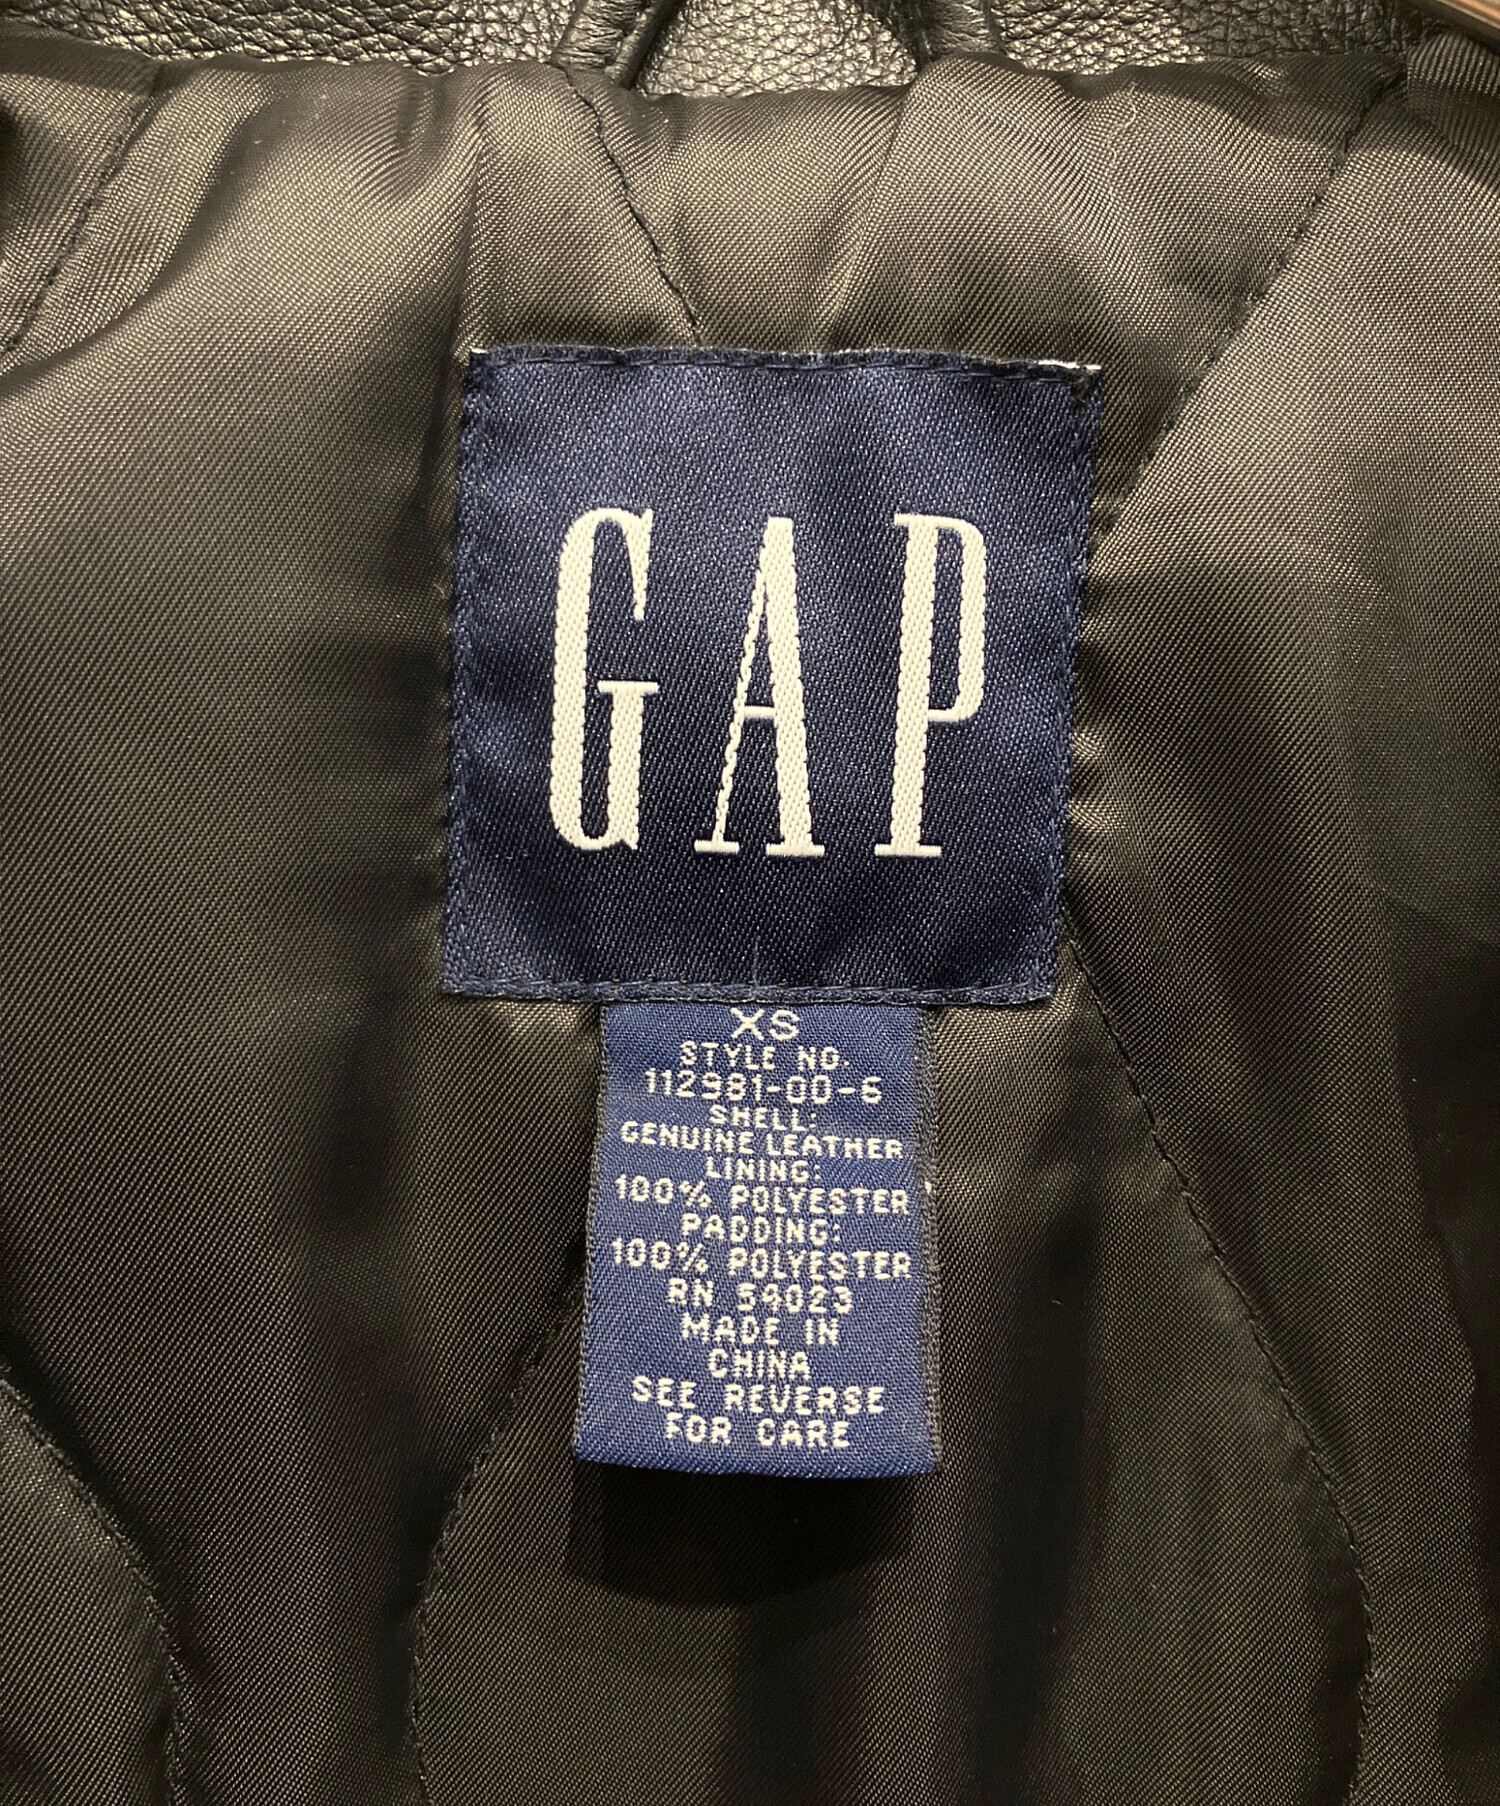 GAP
XS
STYLE NO.
112981-00-6
SHELL:
GENUINE LEATHER
LINING:
100% POLYESTER
PADDING:
100% POLYESTER
RN 54023
MADE IN
CHINA
SEE REVERSE
FOR CARE